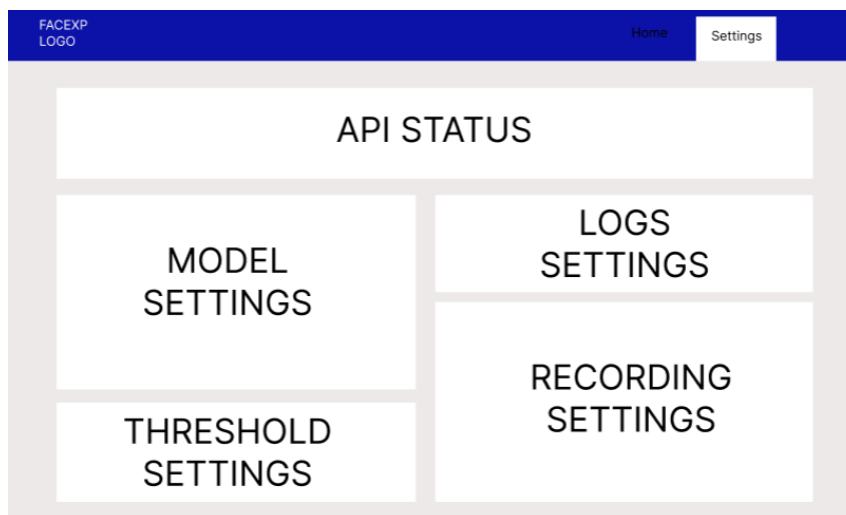 FACEXP
LOGO
Home
Settings
API STATUS
MODEL
SETTINGS
LOGS
SETTINGS
THRESHOLD
SETTINGS
RECORDING
SETTINGS